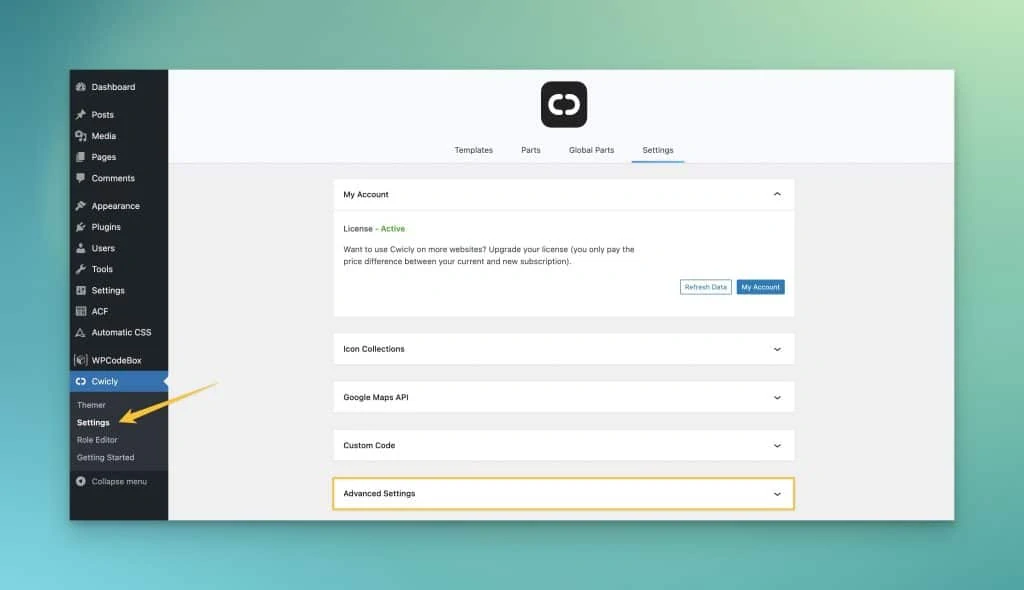 Dashboard
Posts
Media
Pages
Comments
Appearance
Plugins
Users
Tools
Settings
ACF
Automatic CSS
WPCodeBox
Cwicly
Themer
Settings
Role Editor
Getting Started
Collapse menu
Templates
Parts
Global Parts
Settings
My Account
License - Active
Want to use Cwicly on more websites? Upgrade your license (you only pay the
price difference between your current and new subscription).
Refresh Data
My Account
Icon Collections
Google Maps API
Custom Code
Advanced Settings